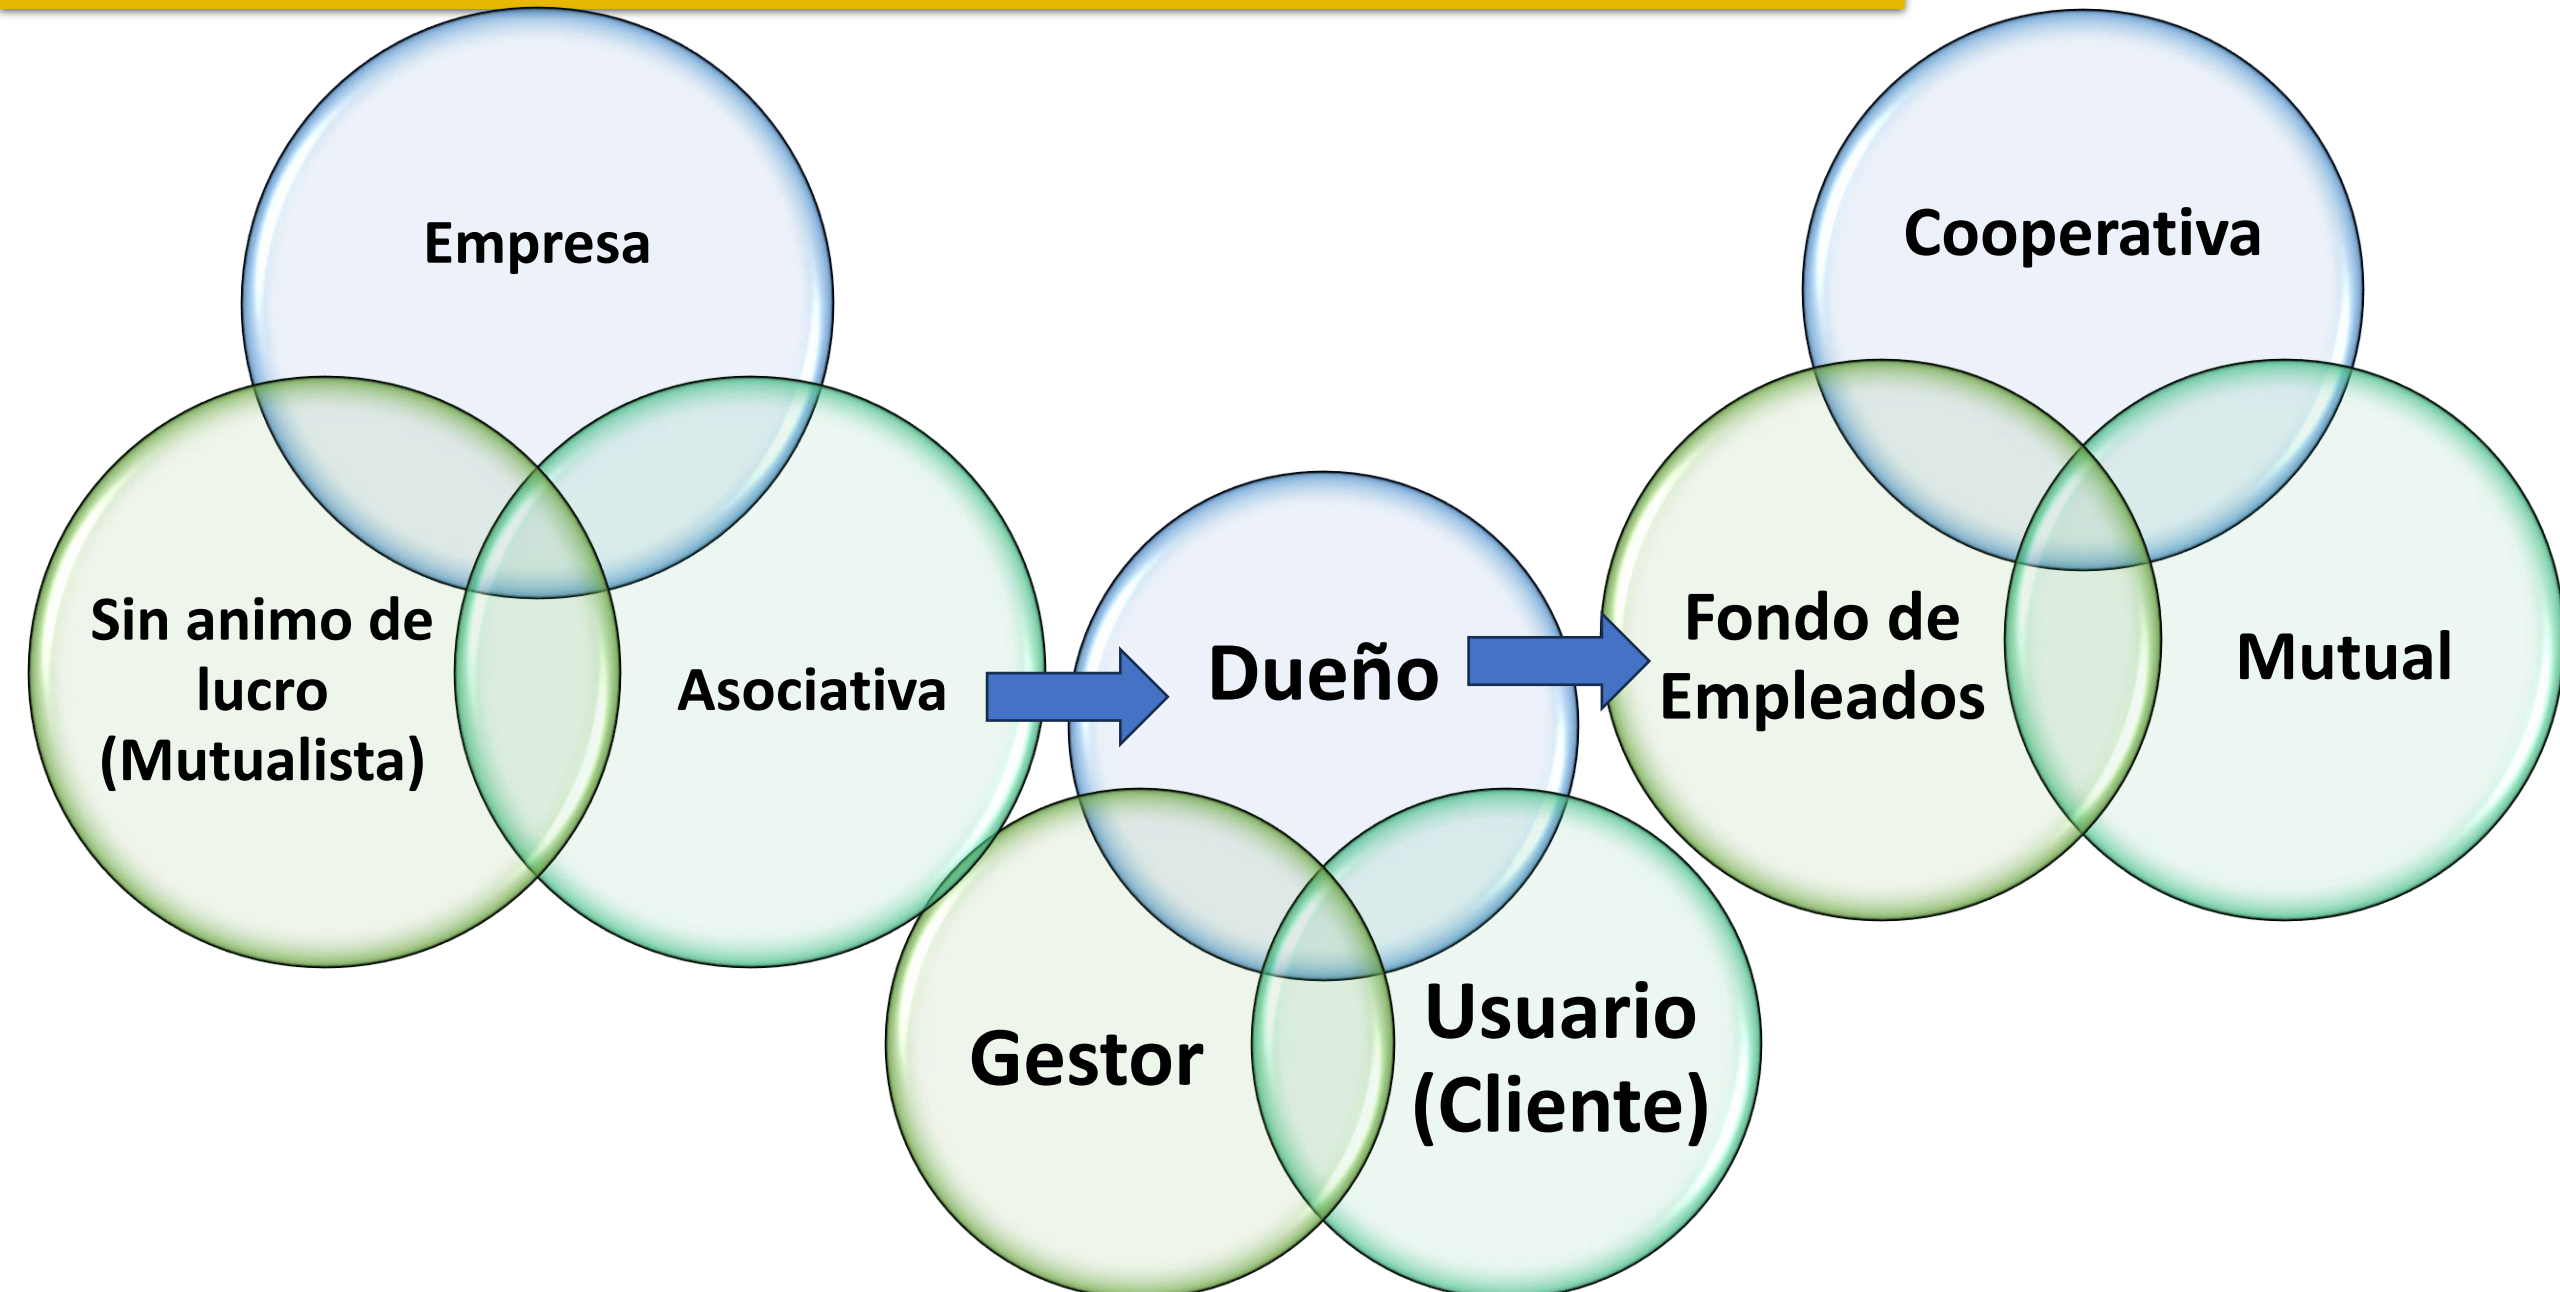 Empresa
Sin animo de
lucro
(Mutualista)
Asociativa
Dueño
Gestor
Usuario
(Cliente)
Cooperativa
Fondo de
Empleados
Mutual